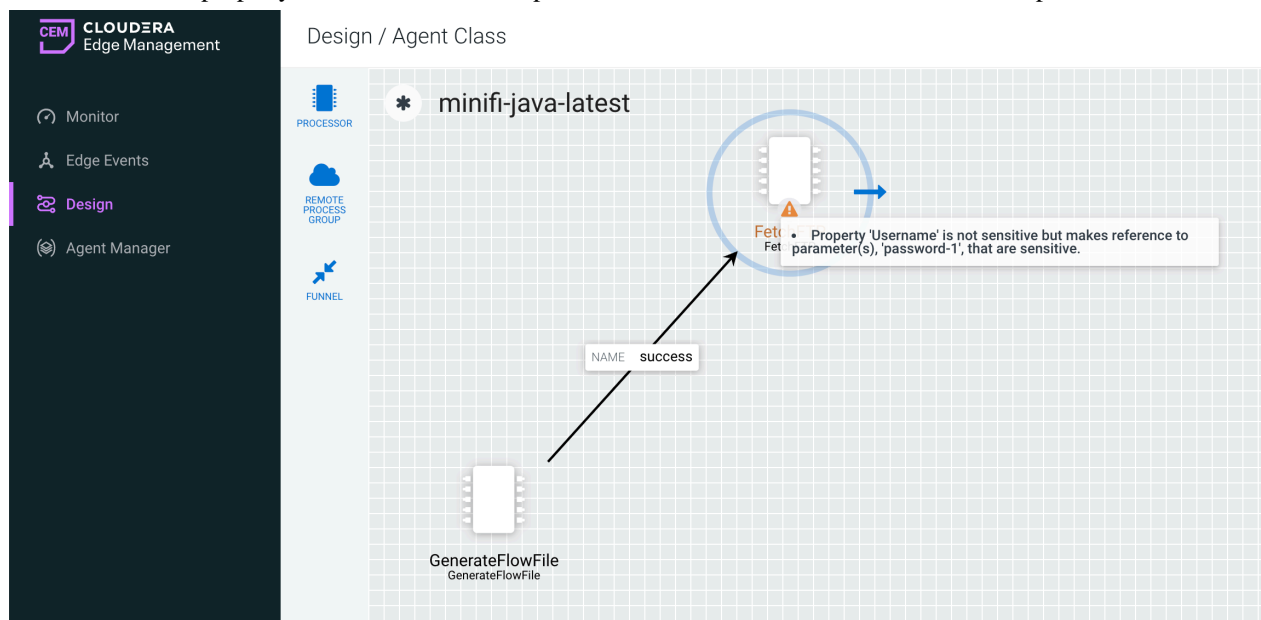 CEM CLOUDERA
Edge Management
Design / Agent Class
Monitor
Edge Events
Design
Agent Manager
PROCESSOR
REMOTE
PROCESS
GROUP
FUNNEL
minifi-java-latest
Fet
Fet
• Property 'Username' is not sensitive but makes reference to
parameter(s), 'password-1', that are sensitive.
NAME success
GenerateFlowFile
GenerateFlowFile